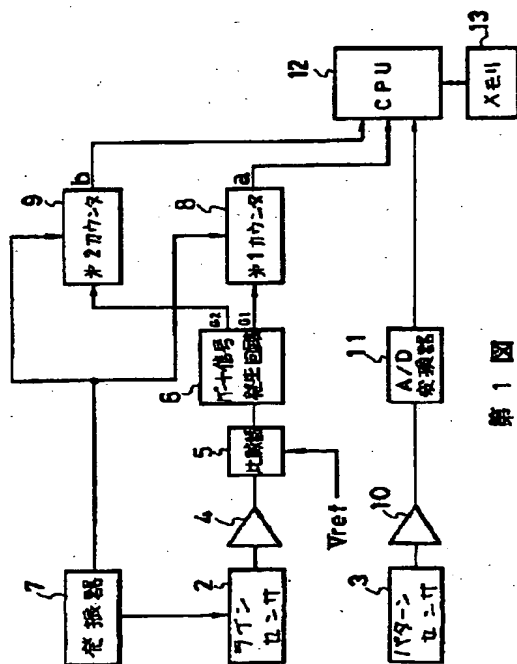 7
発振器
2
ライン
センサ
3
パターン
センサ
4
5
比較器
Vref
6
ゲート信号
発生回路
G2
G1
9
オ2カウンタ
b
8
オ1カウンタ
a
10
11
A/D
変換器
12
CPU
13
メモリ
第1図